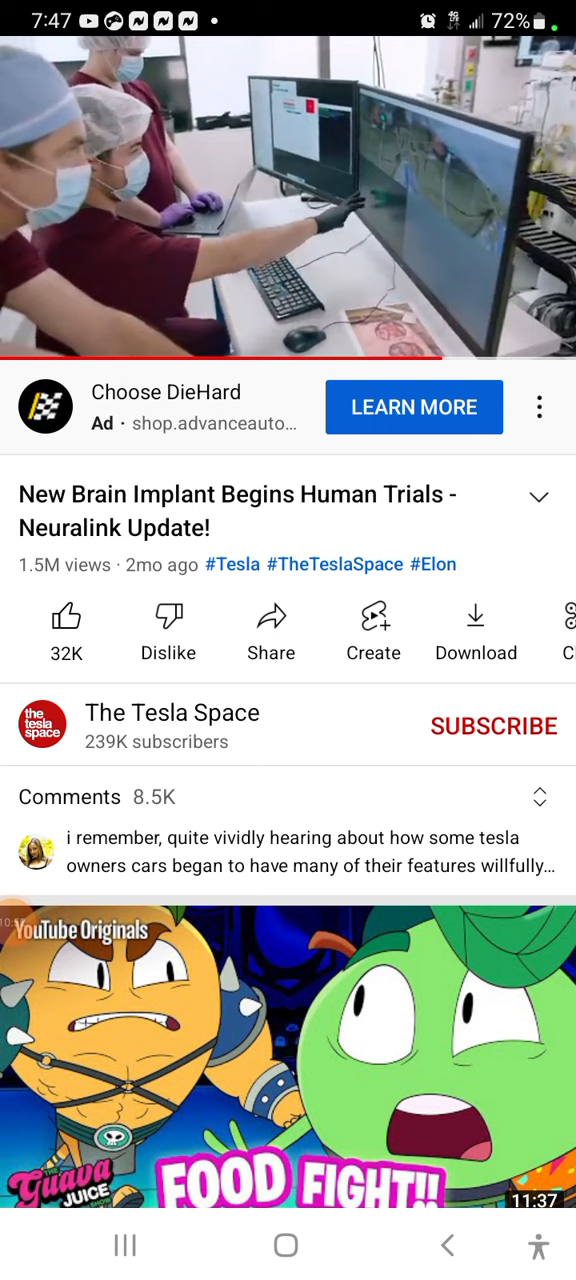 7:47
4G
72%
Choose DieHard
Ad · shop.advanceauto...
LEARN MORE
New Brain Implant Begins Human Trials -
Neuralink Update!
1.5M views · 2mo ago #Tesla #TheTeslaSpace #Elon
32K
Dislike
Share
Create
Download
C
the
tesla
space
The Tesla Space
239K subscribers
SUBSCRIBE
Comments 8.5K
i remember, quite vividly hearing about how some tesla
owners cars began to have many of their features willfully...
YouTube Originals
THE
Guava
JUICE
SHOW
FOOD FIGHT!!
11:37